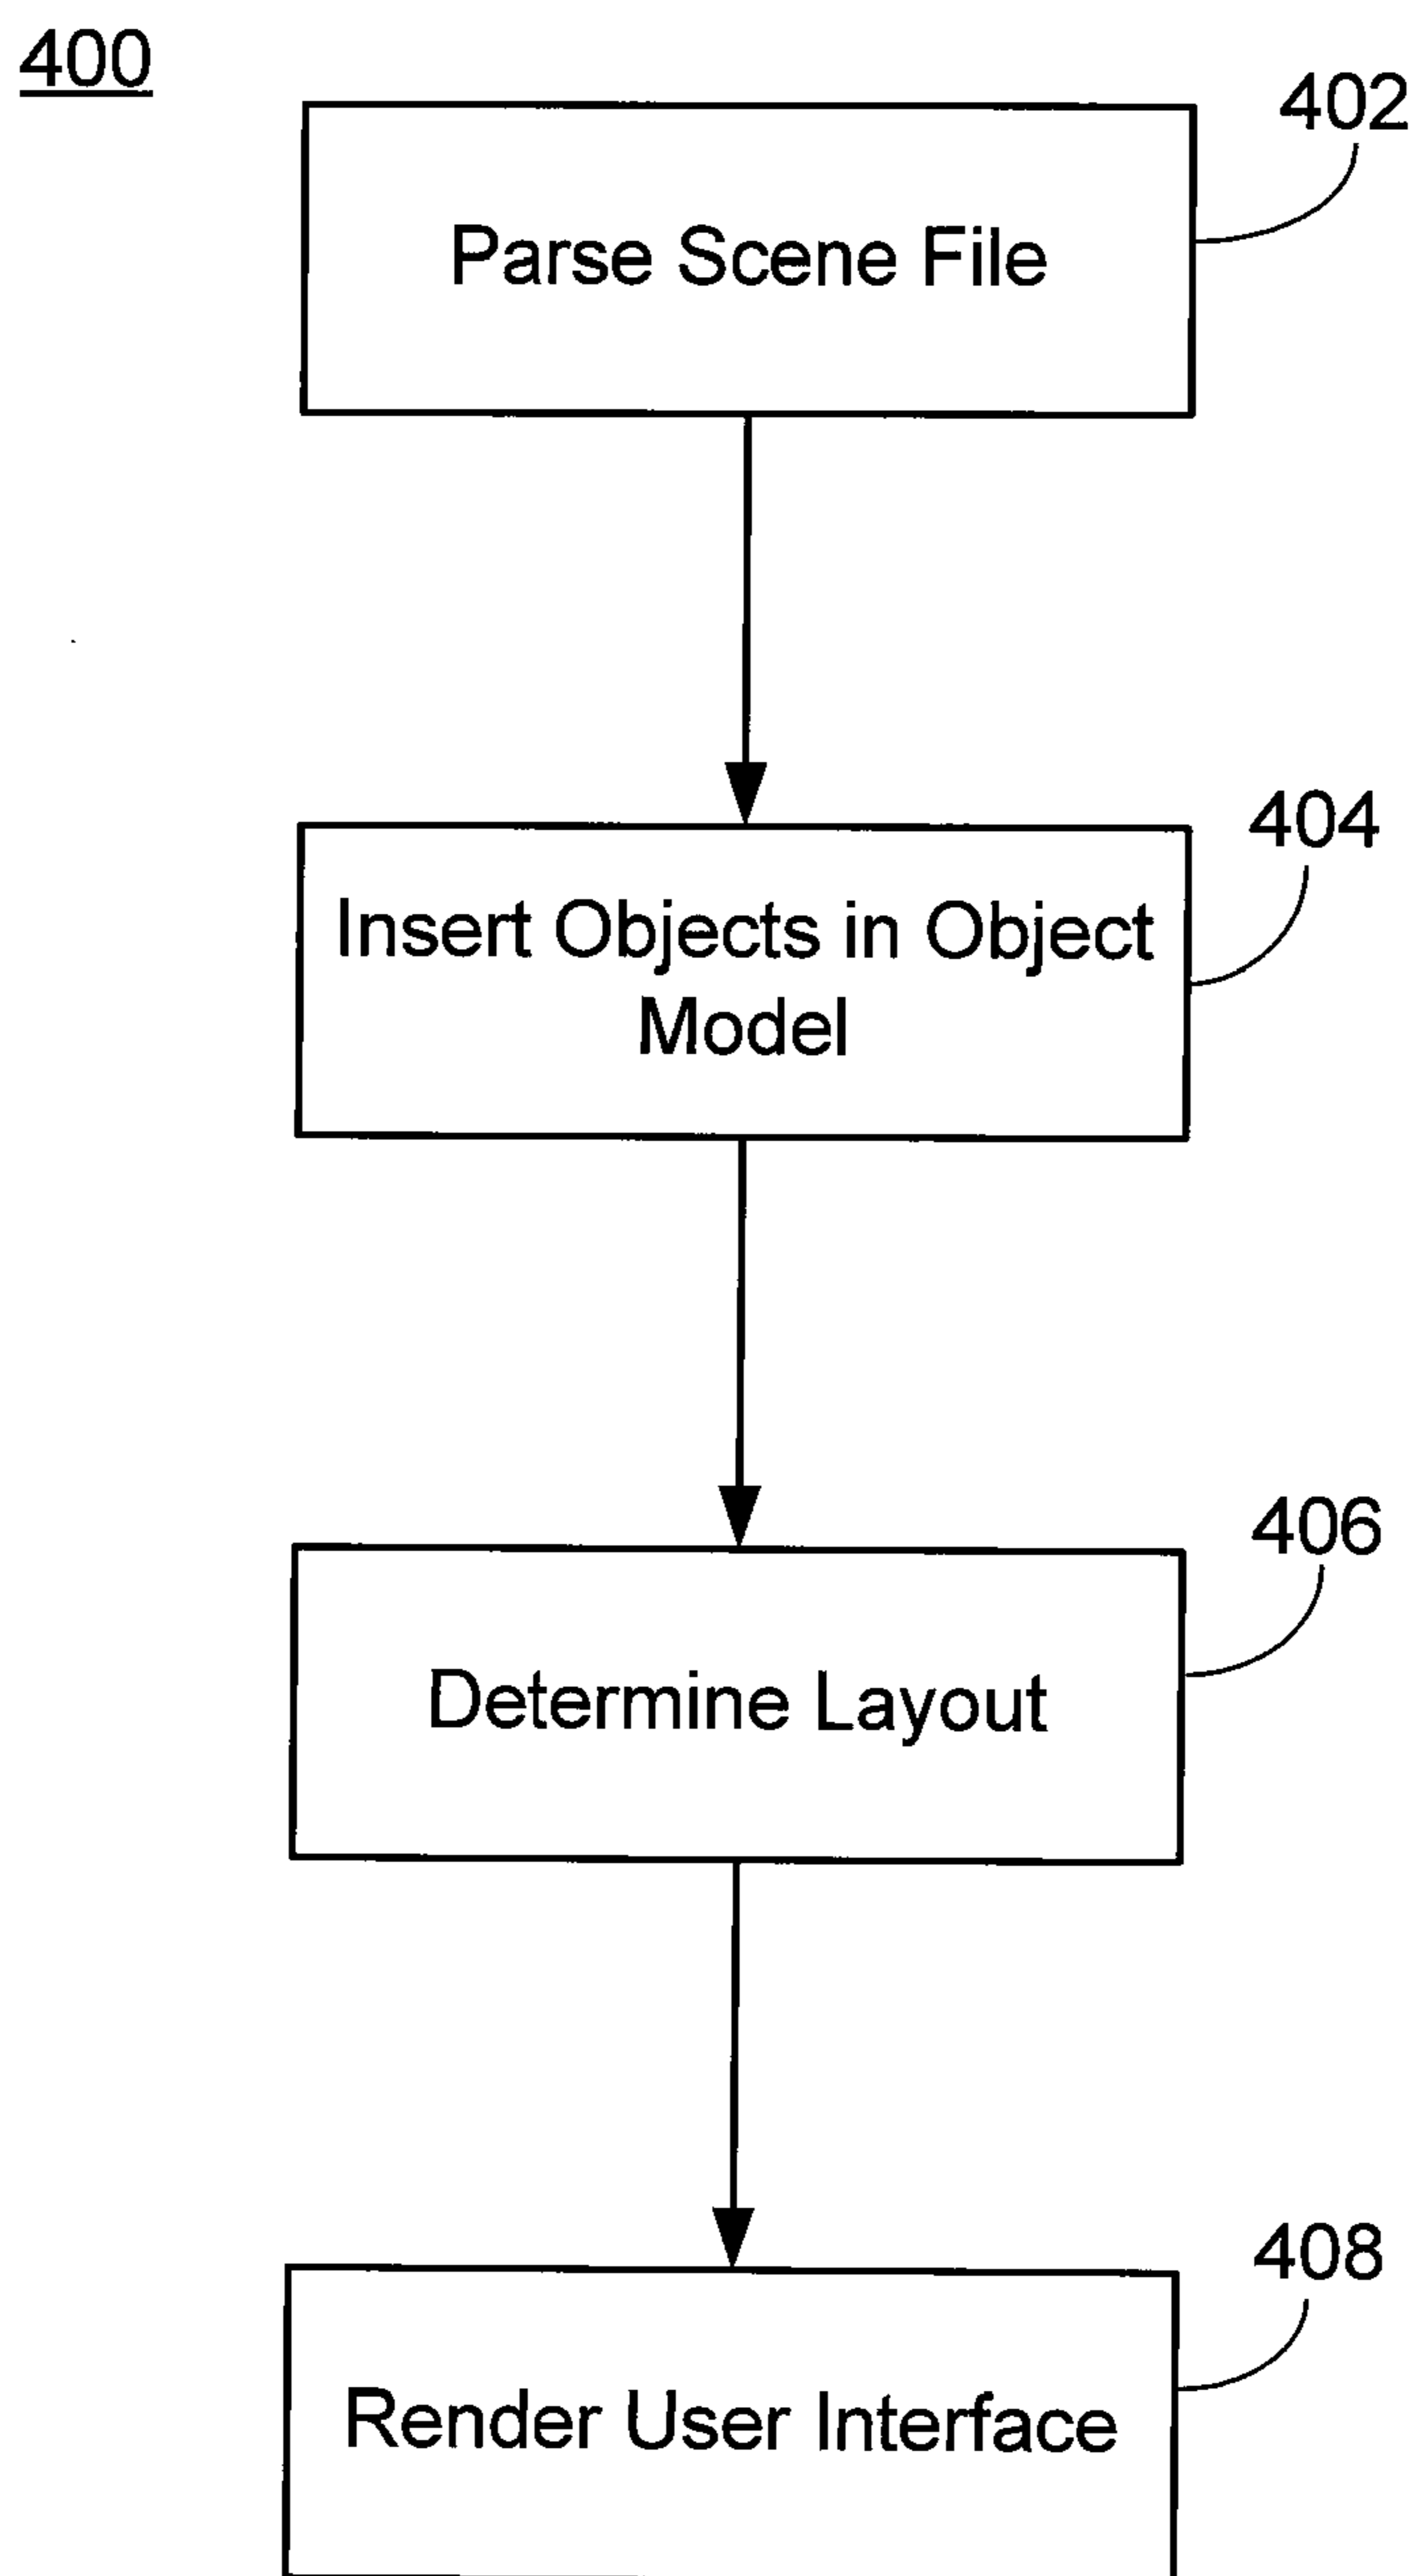 400
402
Parse Scene File
404
Insert Objects in Object
Model
406
Determine Layout
408
Render User Interface